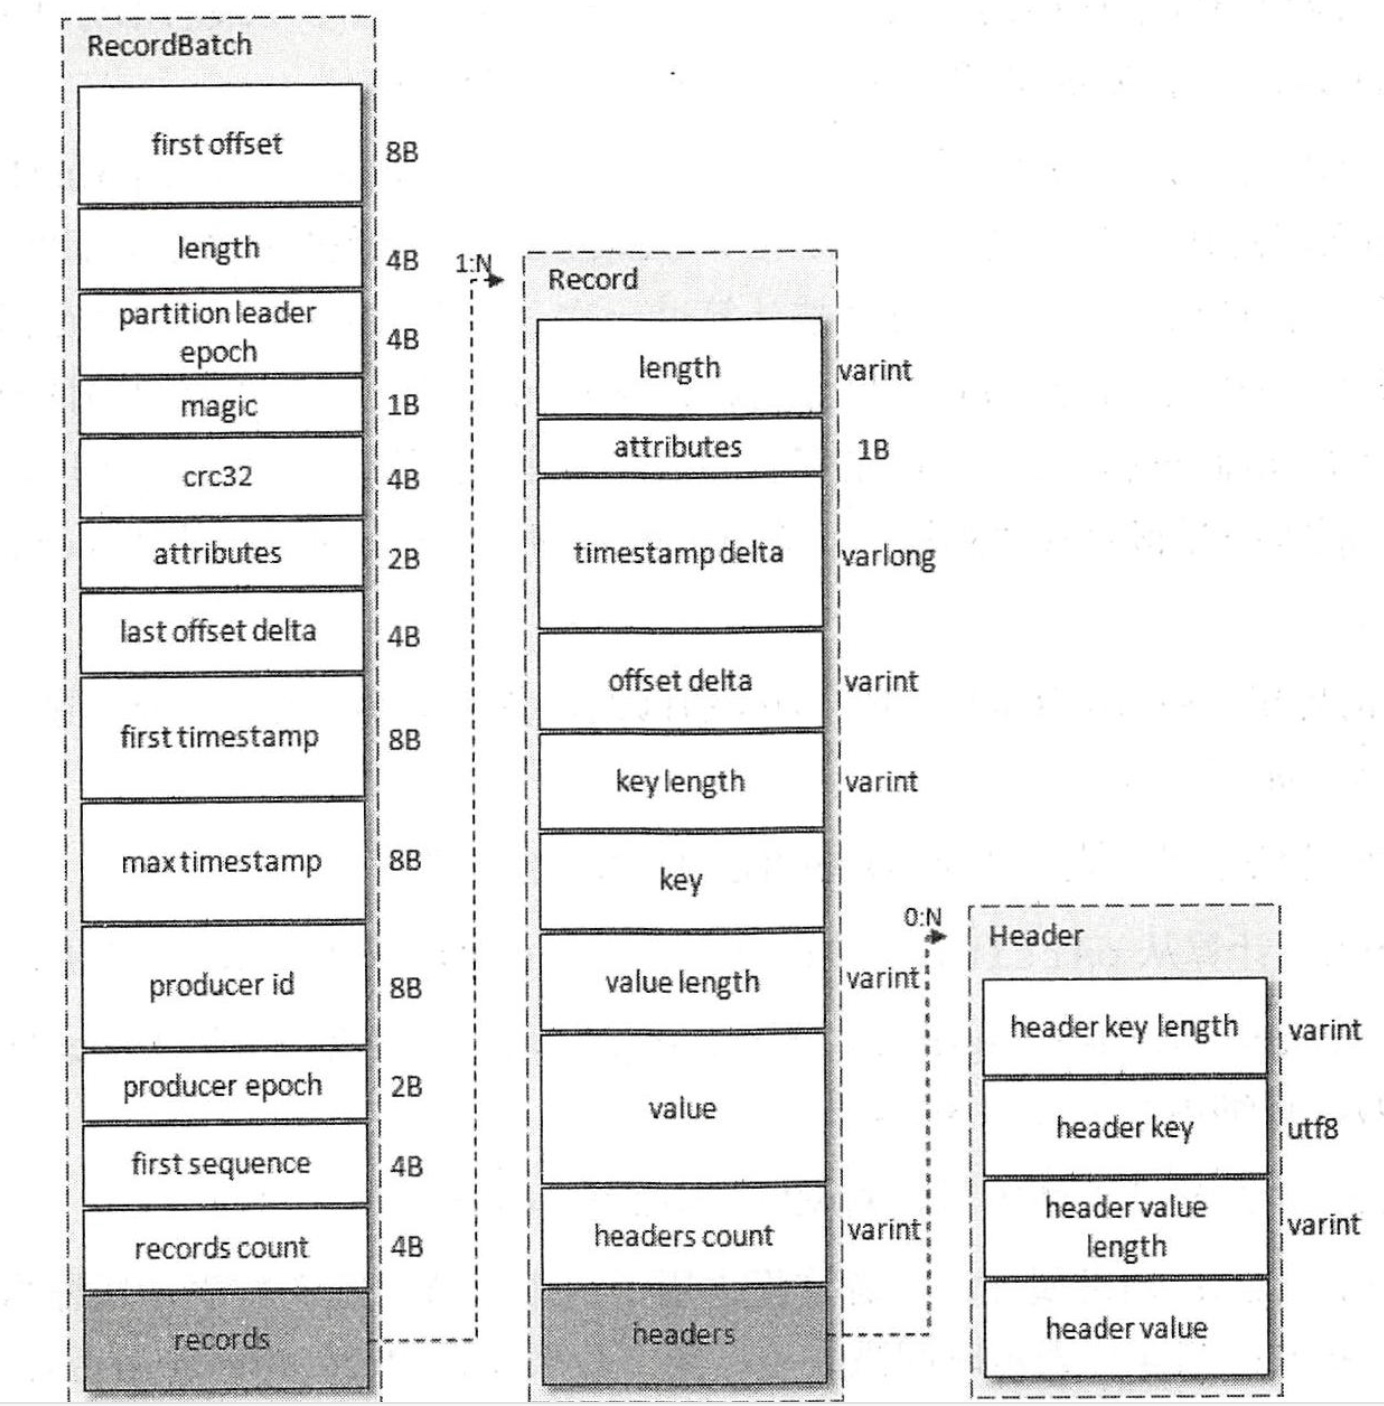 RecordBatch
first offset
8B
length
4B
partition leader
epoch
4B
magic
1B
crc32
4B
attributes
2B
last offset delta
4B
first timestamp
8B
max timestamp
8B
producer id
8B
producer epoch
2B
first sequence
4B
records count
4B
records
1:N
Record
length
varint
attributes
1B
timestamp delta
varlong
offset delta
varint
key length
varint
key
value length
varint
value
headers count
varint
headers
0:N
Header
header key length
varint
header key
utf8
header value
length
varint
header value